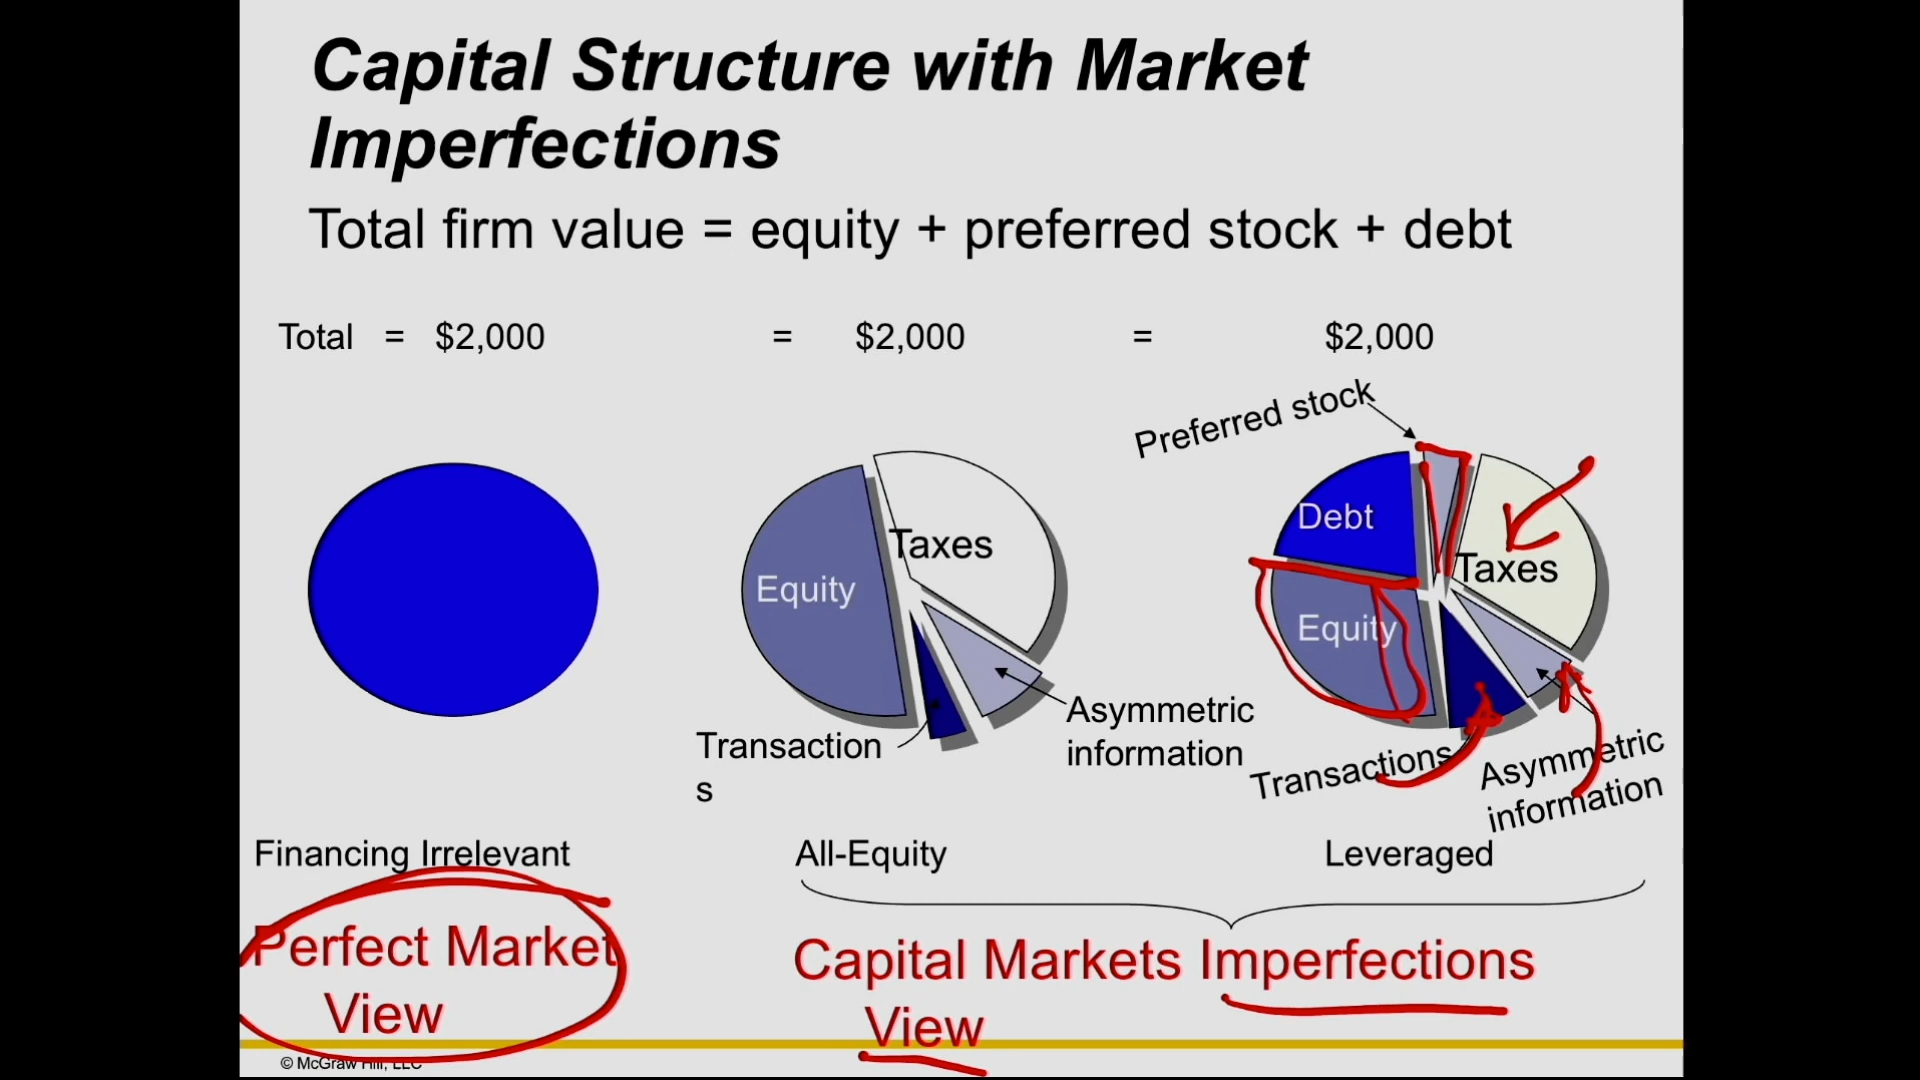 Capital Structure with Market
Imperfections
Total firm value = equity + preferred stock + debt
Total = $2,000 = $2,000 = $2,000
Preferred stock
Debt
Taxes
Equity
Transactions
Asymmetric
information
Taxes
Equity
Asymmetric
information
Transaction
s
Financing Irrelevant
All-Equity
Leveraged
Perfect Market
View
Capital Markets Imperfections
View
© McGraw Hill, LLC